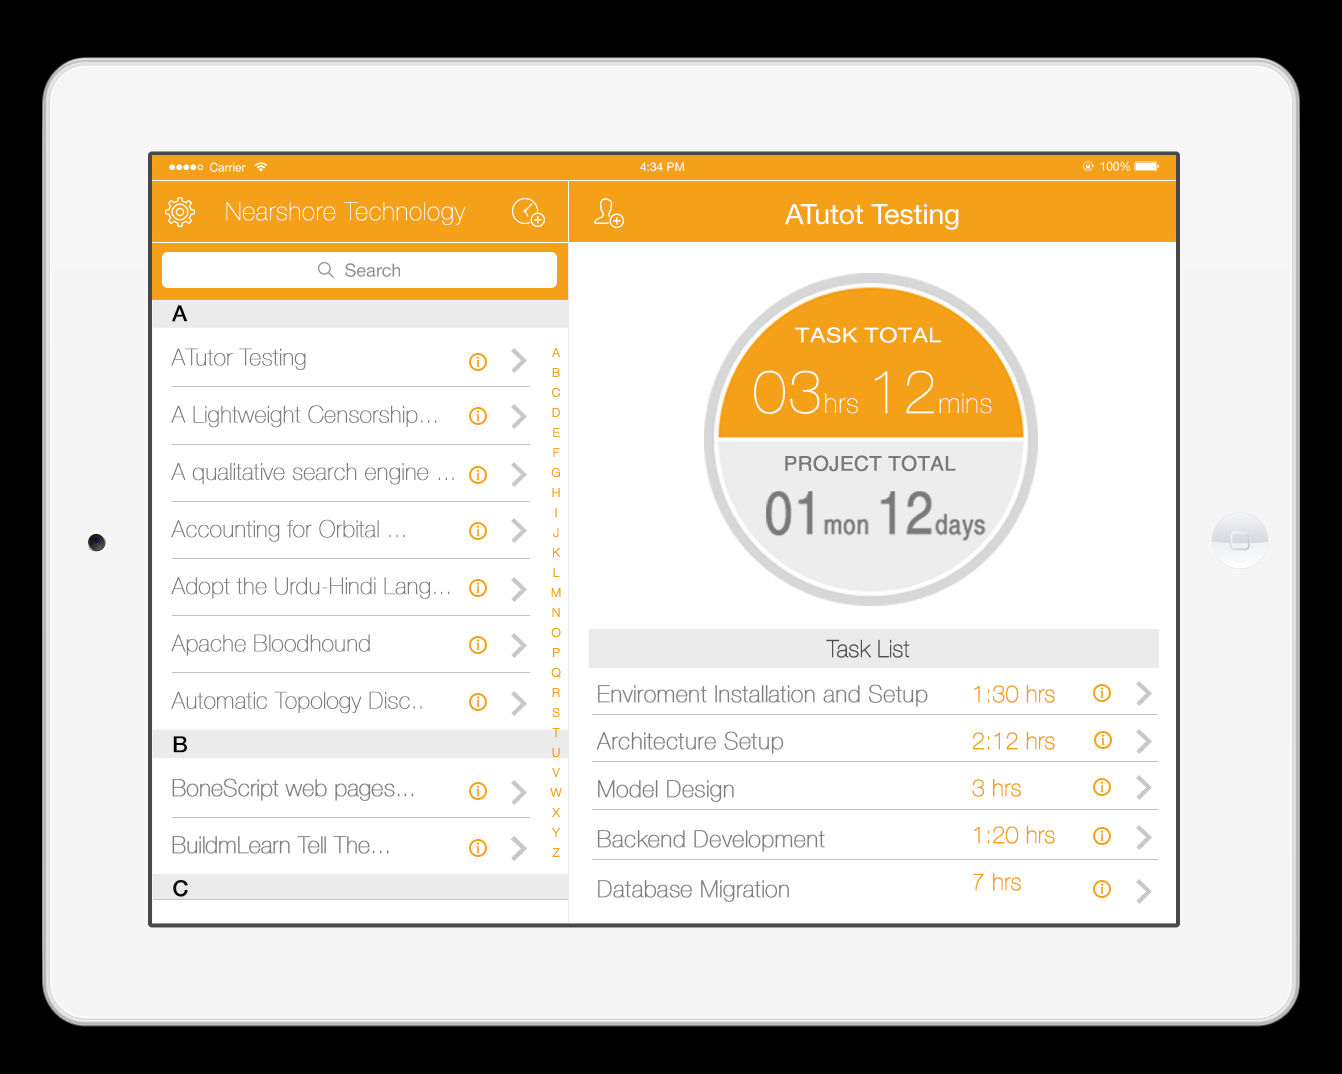 Carrier
4:34 PM
100%
Nearshore Technology
ATutot Testing
Search
A
ATutor Testing
A Lightweight Censorship...
A qualitative search engine ...
Accounting for Orbital ...
Adopt the Urdu-Hindi Lang...
Apache Bloodhound
Automatic Topology Disc..
B
BoneScript web pages...
BuildmLearn Tell The...
C
A
B
C
D
E
F
G
H
I
J
K
L
M
N
O
P
Q
R
S
T
U
V
W
X
Y
Z
TASK TOTAL
03hrs 12mins
PROJECT TOTAL
01mon 12days
Task List
Enviroment Installation and Setup 1:30 hrs
Architecture Setup 2:12 hrs
Model Design 3 hrs
Backend Development 1:20 hrs
Database Migration 7 hrs